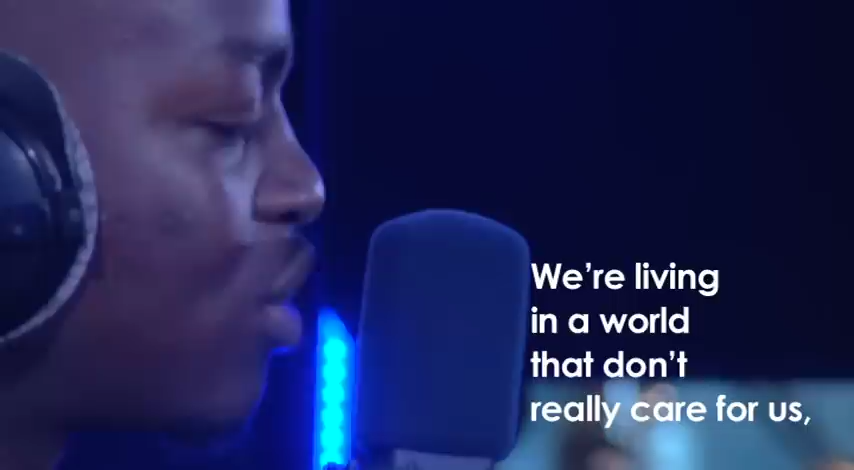 We're living
in a world
that don't
really care for us,